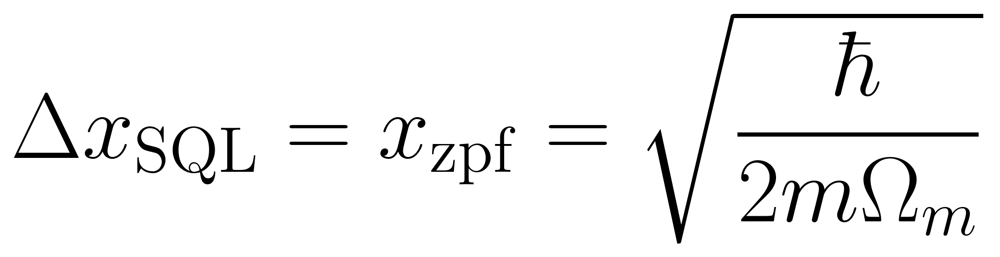 Δx_SQL = x_zpf = √(ħ / 2mΩ_m)